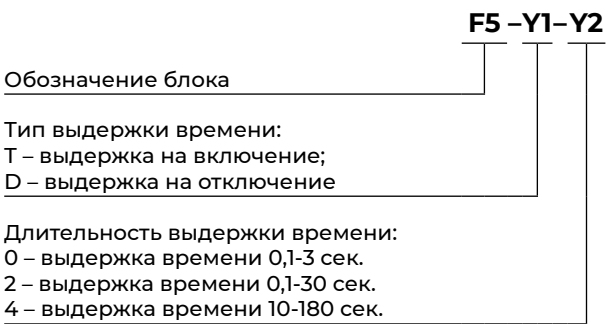 F5 –Y1–Y2
Обозначение блока
Тип выдержки времени:
Т – выдержка на включение;
D – выдержка на отключение
Длительность выдержки времени:
0 – выдержка времени 0,1-3 сек.
2 – выдержка времени 0,1-30 сек.
4 – выдержка времени 10-180 сек.